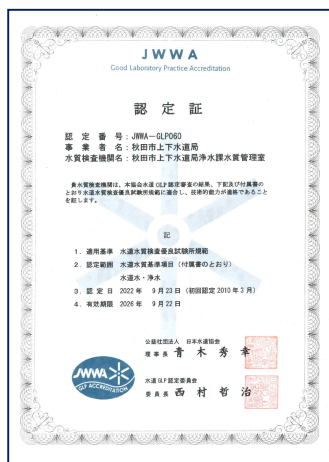 JWWA
Good Laboratory Practice Accreditation
認定証
認定番号：JWWA－GLP060
事業者名：秋田市上下水道局
水質検査機関名：秋田市上下水道局浄水課水質管理室
貴水質検査機関は、本協会水道GLP認定審査の結果、下記及び付属書の
とおり水道水質検査優良試験所規範に適合し、技術的能力が適格であること
を証します。
記
1．適用基準　水道水質検査優良試験所規範
2．認定範囲　水道水質基準項目（付属書のとおり）
水道水・浄水
3．認定日　2022年　9月23日（初回認定2010年3月）
4．有効期限　2026年　9月22日
公益社団法人　日本水道協会
理事長　青木秀幸
水道GLP認定委員会
委員長　西村哲治
JWWA
GLP ACCREDITATION